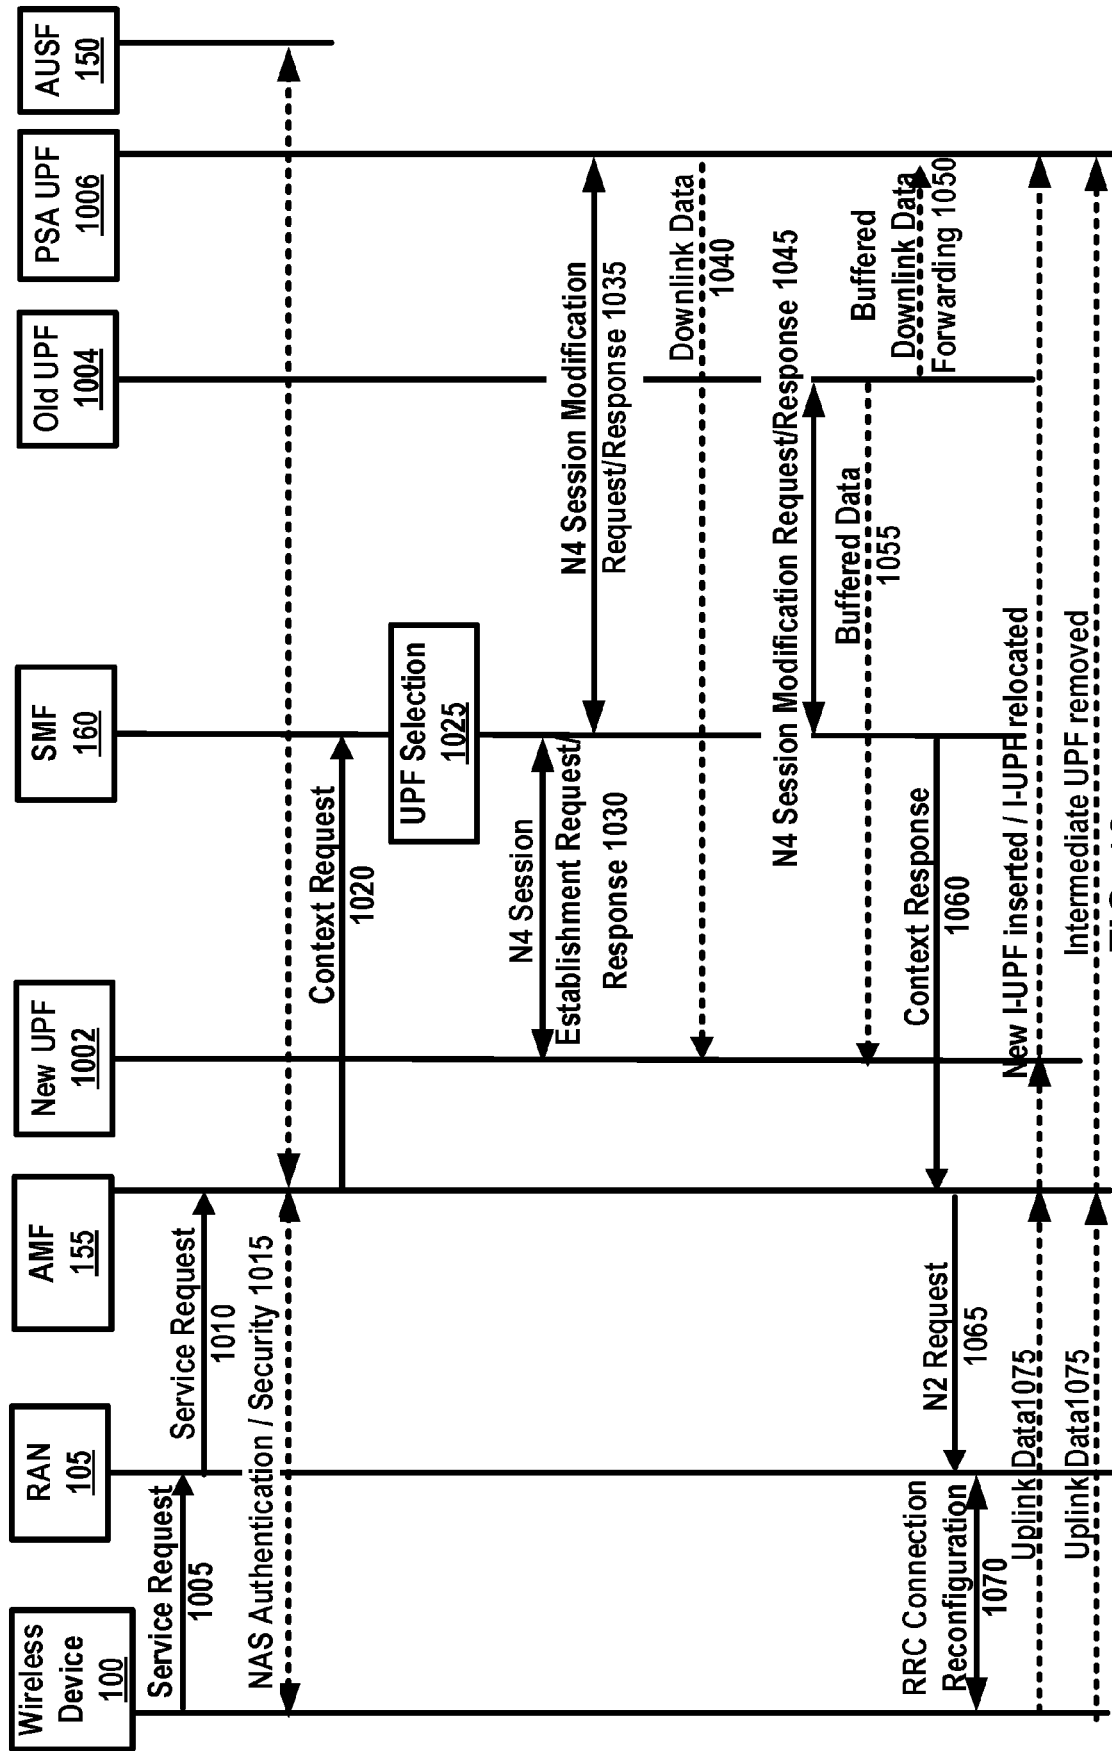 Wireless
Device
100
RAN
105
AMF
155
New UPF
1002
SMF
160
Old UPF
1004
PSA UPF
1006
AUSF
150
Service Request
1005
Service Request
1010
NAS Authentication / Security 1015
Context Request
1020
UPF Selection
1025
N4 Session
Establishment Request/
Response 1030
N4 Session Modification
Request/Response 1035
Downlink Data
1040
N4 Session Modification Request/Response 1045
Buffered
Downlink Data
Forwarding 1050
Buffered Data
1055
Context Response
1060
N2 Request
1065
RRC Connection
Reconfiguration
1070
Uplink Data1075
New I-UPF inserted / I-UPF relocated
Uplink Data1075
Intermediate UPF removed